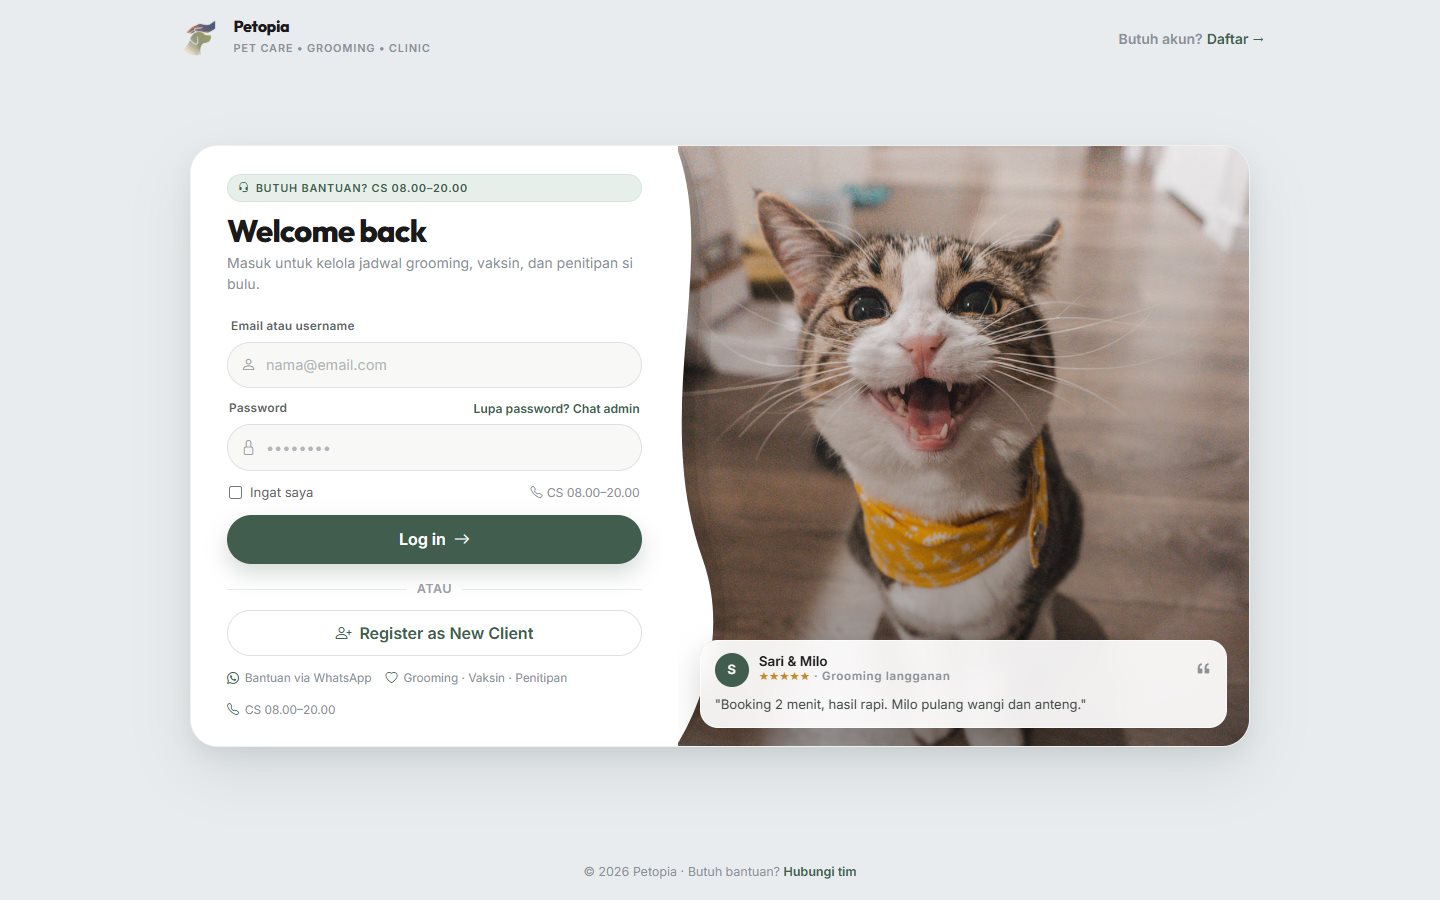 Petopia
PET CARE • GROOMING • CLINIC
Butuh akun? Daftar →
BUTUH BANTUAN? CS 08.00–20.00
Welcome back
Masuk untuk kelola jadwal grooming, vaksin, dan penitipan si
bulu.
Email atau username
nama@email.com
Password
Lupa password? Chat admin
••••••••
Ingat saya
CS 08.00–20.00
Log in →
ATAU
Register as New Client
Bantuan via WhatsApp
Grooming · Vaksin · Penitipan
CS 08.00–20.00
S
Sari & Milo
★★★★★ · Grooming langganan
"Booking 2 menit, hasil rapi. Milo pulang wangi dan anteng."
© 2026 Petopia · Butuh bantuan? Hubungi tim